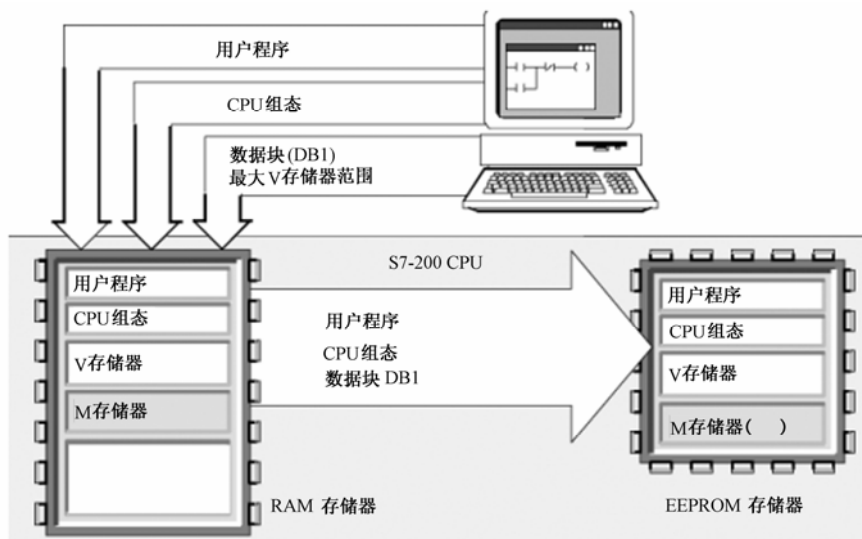 用户程序
CPU组态
数据块(DB1)
最大V存储器范围
S7-200 CPU
用户程序
CPU组态
V存储器
M存储器
RAM 存储器
用户程序
CPU组态
数据块 DB1
用户程序
CPU组态
V存储器
M存储器( )
EEPROM 存储器